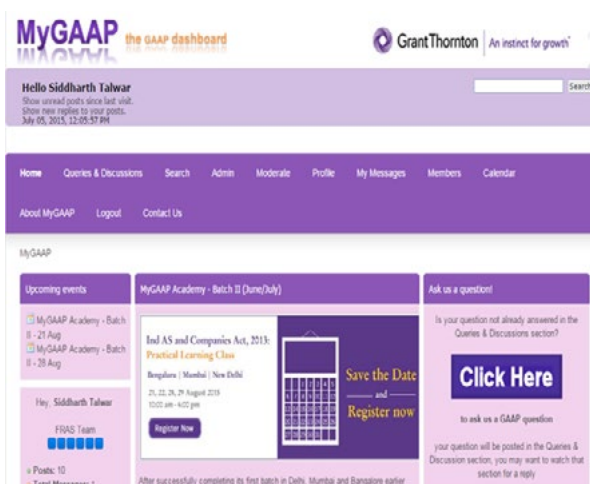 MyGAAP the GAAP dashboard
Grant Thornton | An instinct for growth
Hello Siddharth Talwar
Show unread posts since last visit.
Show new replies to your posts.
July 05, 2015, 12:05:57 PM
Search
Home Queries & Discussions Search Admin Moderate Profile My Messages Members Calendar
About MyGAAP Logout Contact Us
MyGAAP
Upcoming events
MyGAAP Academy - Batch
II - 21 Aug
MyGAAP Academy - Batch
II - 28 Aug
Hey, Siddharth Talwar
FRAS Team
Posts: 10
Total Messages: 1
MyGAAP Academy - Batch II (June/July)
Ind AS and Companies Act, 2013:
Practical Learning Class
Bengaluru | Mumbai | New Delhi
21, 22, 28, 29 August 2015
10:00 am - 4:00 pm
Register Now
Save the Date
and
Register now
After successfully completing its first batch in Delhi, Mumbai and Bangalore earlier
Ask us a question!
Is your question not already answered in the
Queries & Discussions section?
Click Here
to ask us a GAAP question
your question will be posted in the Queries &
Discussion section, you may want to watch that
section for a reply